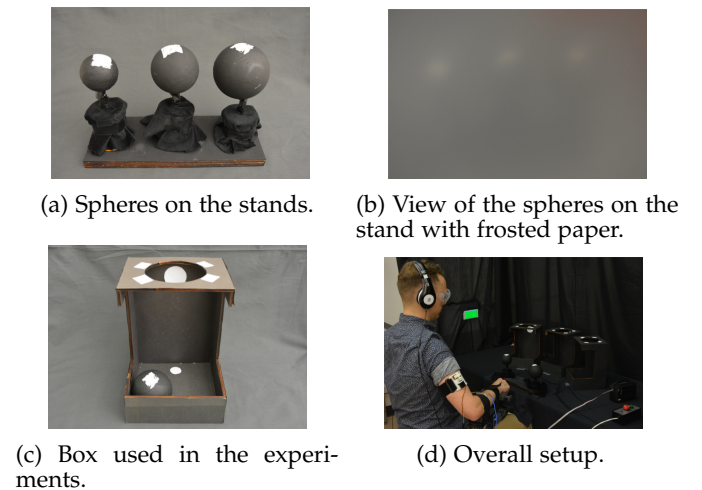 (a) Spheres on the stands.
(b) View of the spheres on the
stand with frosted paper.
(c) Box used in the experi-
ments.
(d) Overall setup.